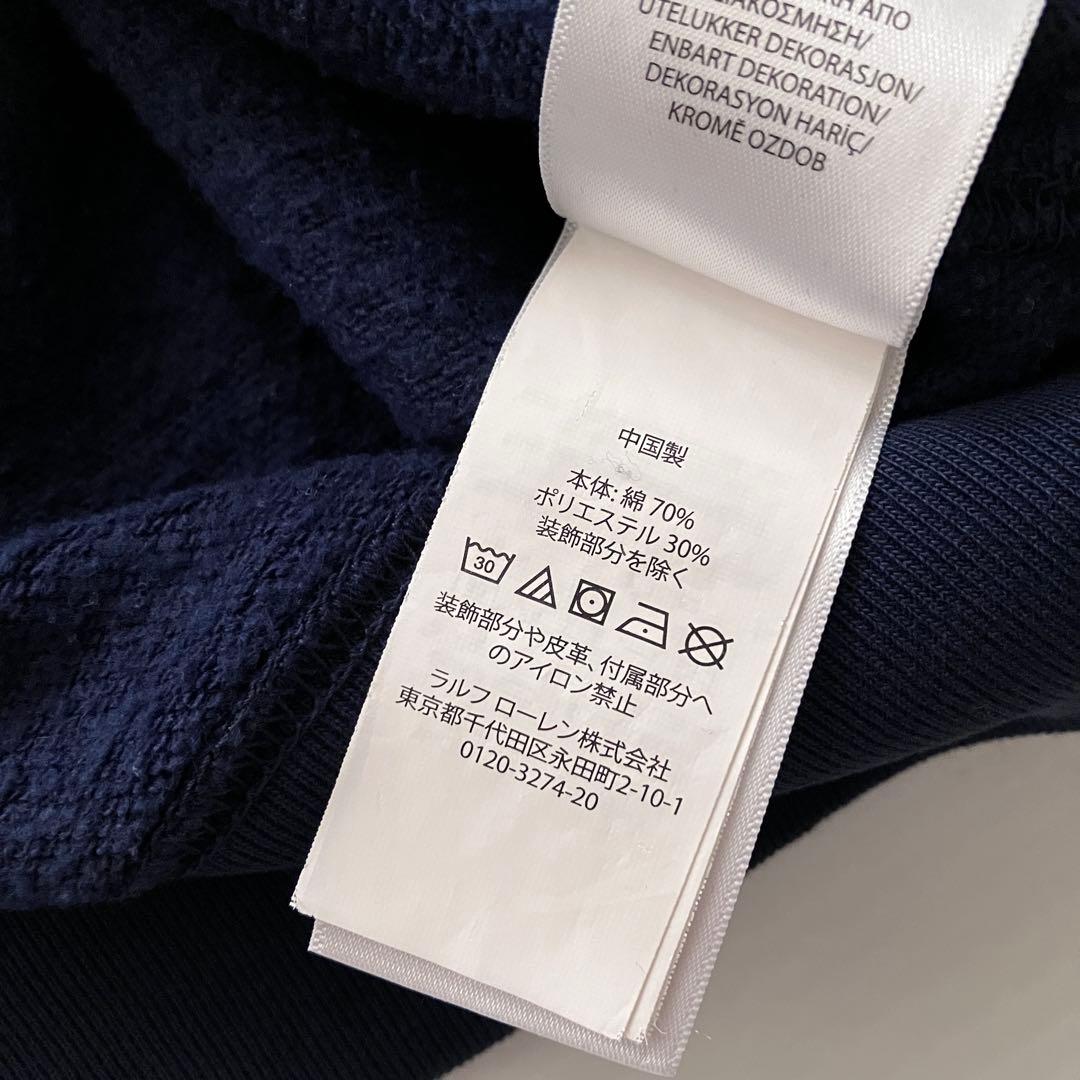 ΑΠΟ
UTELUKKER DEKORASJON/
ENBART DEKORATION/
DEKORASYON HARİÇ/
KROMĚ OZDOB
中国製
本体: 綿 70%
ポリエステル 30%
装飾部分を除く
30
装飾部分や皮革、付属部分へ
のアイロン禁止
ラルフ ローレン株式会社
東京都千代田区永田町2-10-1
0120-3274-20